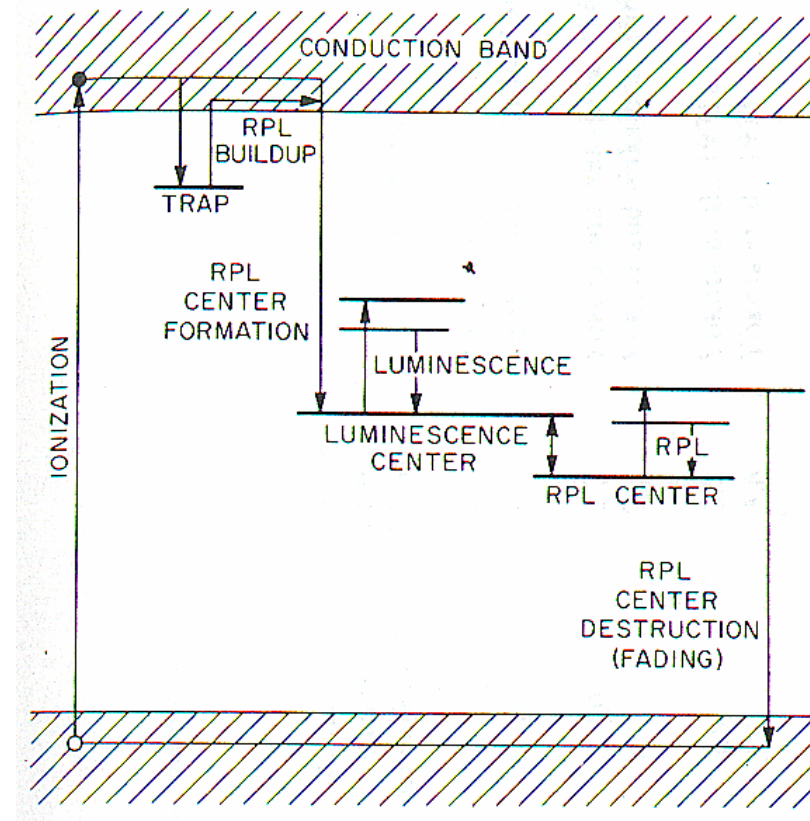 CONDUCTION BAND
RPL
BUILDUP
TRAP
RPL
CENTER
FORMATION
IONIZATION
LUMINESCENCE
LUMINESCENCE
CENTER
RPL
RPL CENTER
RPL
CENTER
DESTRUCTION
(FADING)